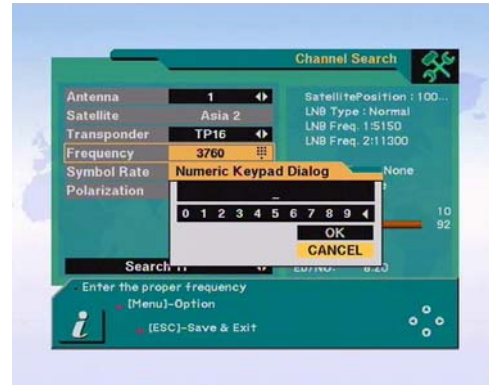 Channel Search
Antenna 1
Satellite Asia 2
Transponder TP16
Frequency 3760
Symbol Rate
Polarization
SatellitePosition : 100...
LNB Type : Normal
LNB Freq. 1:5150
LNB Freq. 2:11300
None
Numeric Keypad Dialog
_
0 1 2 3 4 5 6 7 8 9
OK
CANCEL
10
92
Search
- Enter the proper frequency
[Menu]-Option
[ESC]-Save & Exit
i